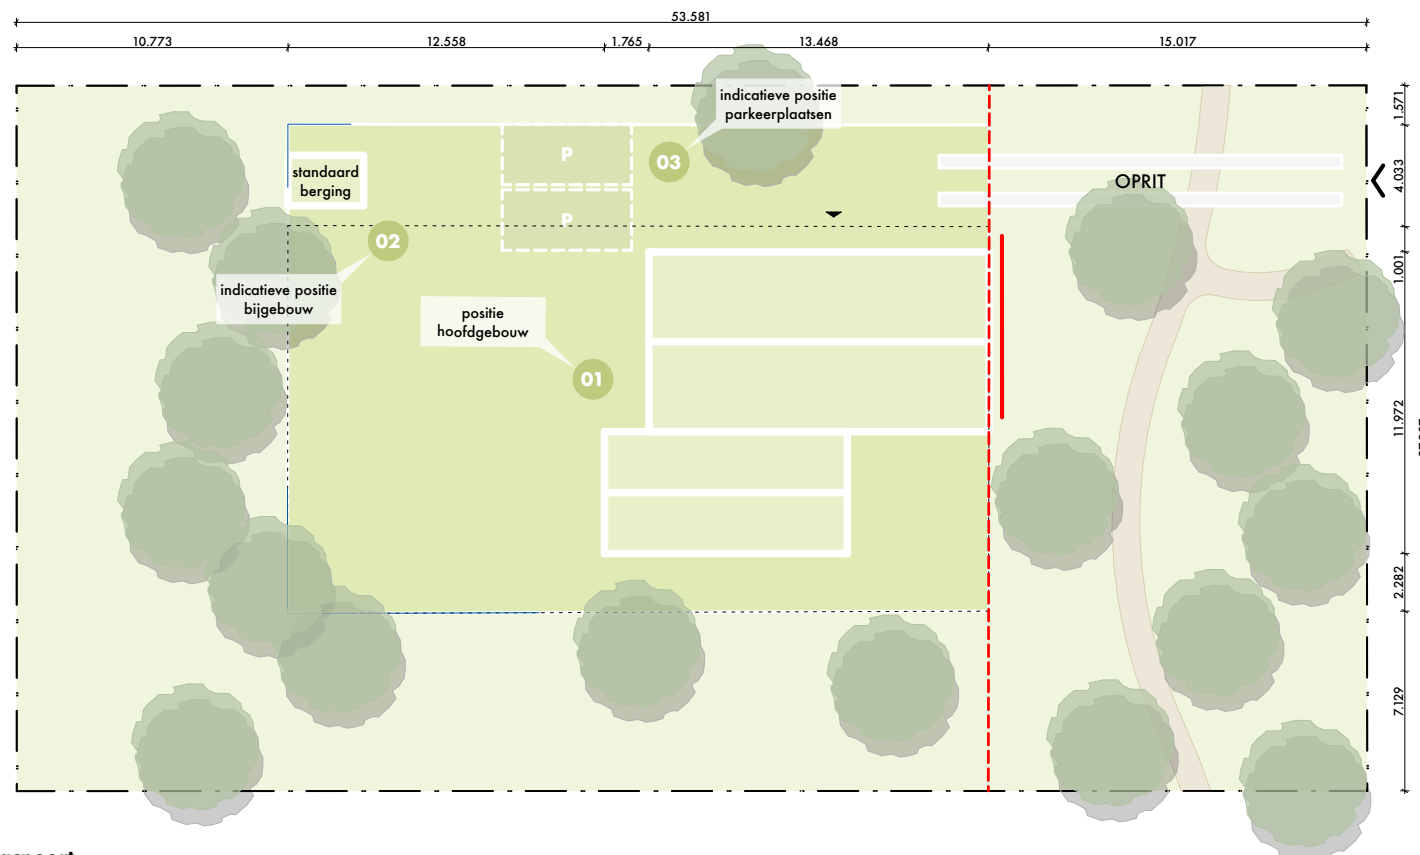 53.581
10.773
12.558
1.765
13.468
15.017
indicatieve positie
parkeerplaatsen
1.571
P
03
standaard
berging
OPRIT
4.033
P
02
indicatieve positie
bijgebouw
1.001
positie
hoofdgebouw
01
11.972
2.282
7.129